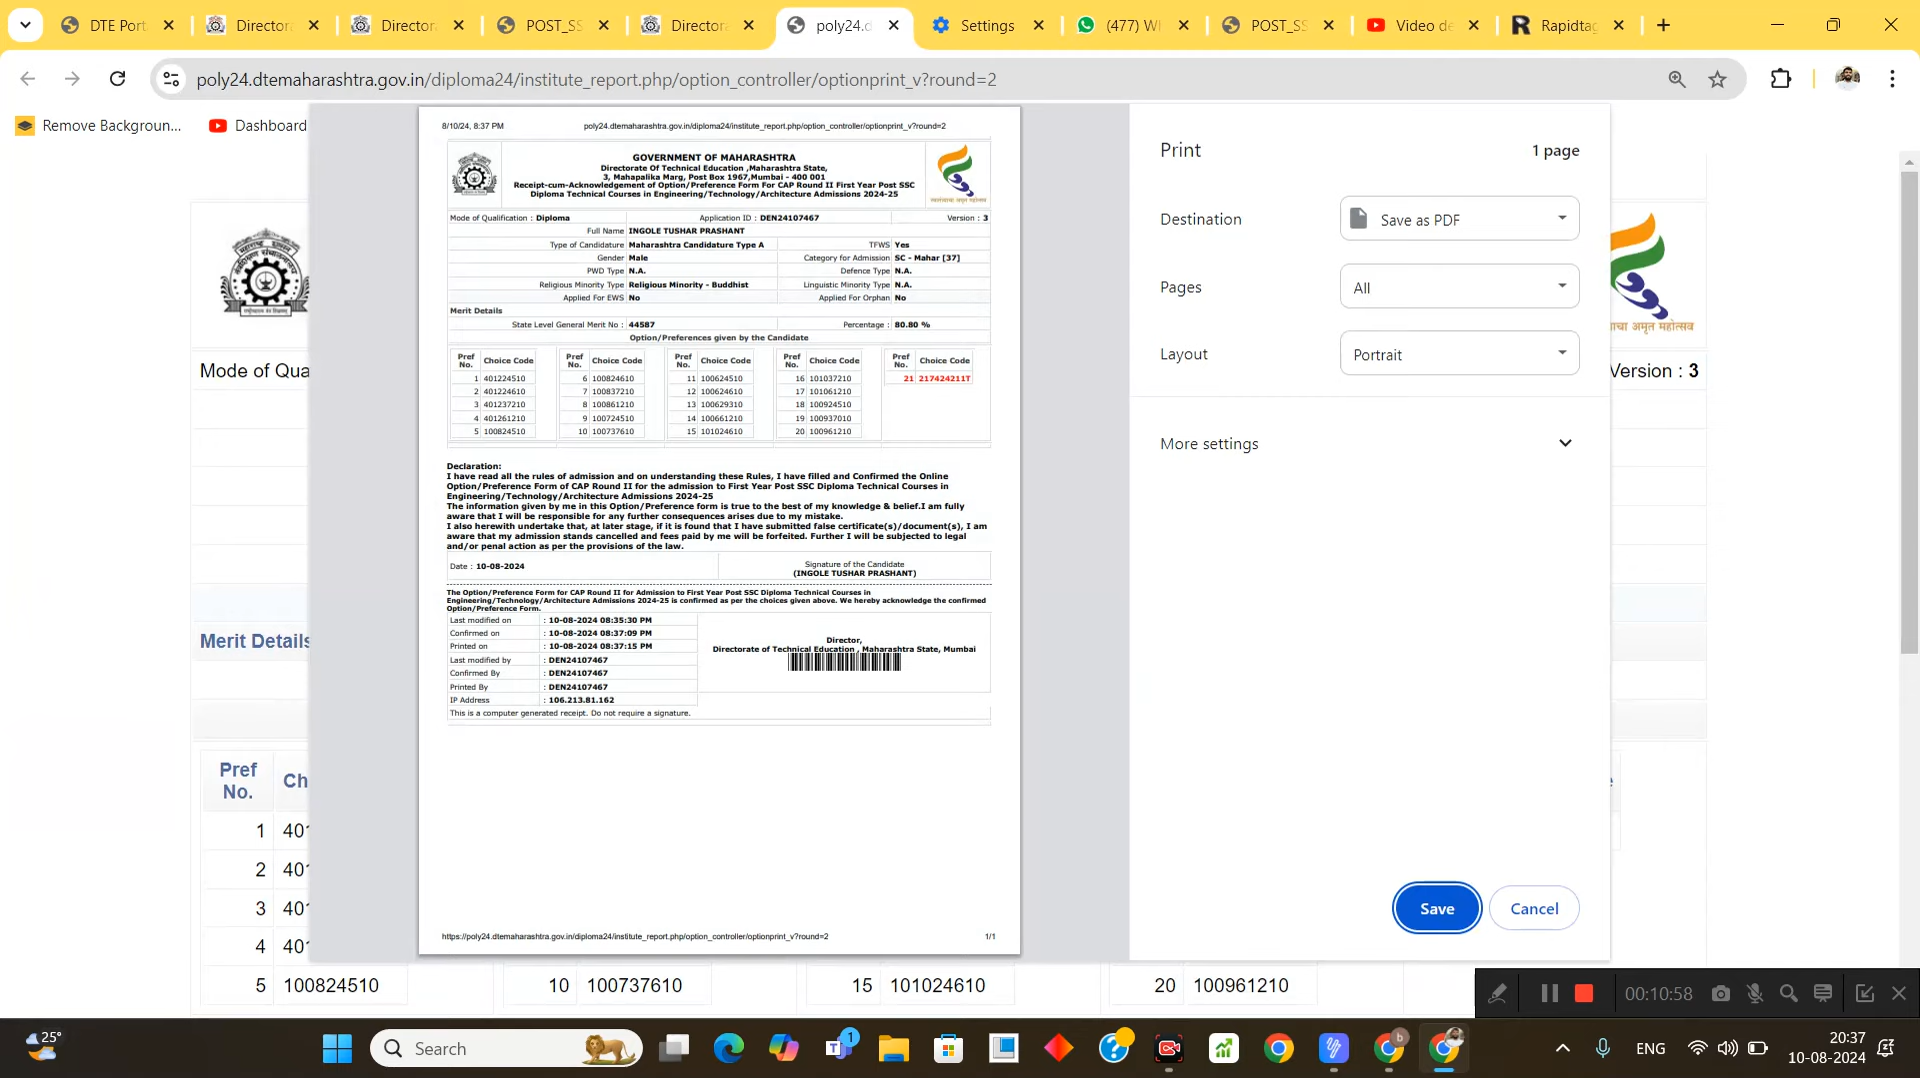 DTE Port
Director
Director
POST_SS
Director
poly24.d
Settings
(477) W
POST_SS
Video de
Rapidtag
poly24.dtemaharashtra.gov.in/diploma24/institute_report.php/option_controller/optionprint_v?round=2
Remove Backgroun...
Dashboard
8/10/24, 8:37 PM
poly24.dtemaharashtra.gov.in/diploma24/institute_report.php/option_controller/optionprint_v?round=2
GOVERNMENT OF MAHARASHTRA
Directorate Of Technical Education ,Maharashtra State,
3, Mahapalika Marg, Post Box 1967,Mumbai - 400 001
Receipt-cum-Acknowledgement of Option/Preference Form For CAP Round II First Year Post SSC
Diploma Technical Courses in Engineering/Technology/Architecture Admissions 2024-25
Mode of Qualification : Diploma Application ID : DEN24107467 Version : 3
Full Name INGOLE TUSHAR PRASHANT
Type of Candidature Maharashtra Candidature Type A TFWS Yes
Gender Male Category for Admission SC - Mahar [37]
PWD Type N.A. Defence Type N.A.
Religious Minority Type Religious Minority - Buddhist Linguistic Minority Type N.A.
Applied For EWS No Applied For Orphan No
Merit Details
State Level General Merit No : 44587 Percentage : 80.80 %
Option/Preferences given by the Candidate
Pref No. Choice Code Pref No. Choice Code Pref No. Choice Code Pref No. Choice Code Pref No. Choice Code
1 401224510 6 100824610 11 100624510 16 101037210 21 217424211T
2 401224610 7 100837210 12 100624610 17 101061210
3 401237210 8 100861210 13 100629310 18 100924510
4 401261210 9 100724510 14 100661210 19 100937010
5 100824510 10 100737610 15 101024610 20 100961210
Declaration:
I have read all the rules of admission and on understanding these Rules, I have filled and Confirmed the Online
Option/Preference Form of CAP Round II for the admission to First Year Post SSC Diploma Technical Courses in
Engineering/Technology/Architecture Admissions 2024-25
The information given by me in this Option/Preference form is true to the best of my knowledge & belief.I am fully
aware that I will be responsible for any further consequences arises due to my mistake.
I also herewith undertake that, at later stage, if it is found that I have submitted false certificate(s)/document(s), I am
aware that my admission stands cancelled and fees paid by me will be forfeited. Further I will be subjected to legal
and/or penal action as per the provisions of the law.
Date : 10-08-2024
Signature of the Candidate
(INGOLE TUSHAR PRASHANT)
The Option/Preference Form for CAP Round II for Admission to First Year Post SSC Diploma Technical Courses in
Engineering/Technology/Architecture Admissions 2024-25 is confirmed as per the choices given above. We hereby acknowledge the confirmed
Option/Preference Form.
Last modified on : 10-08-2024 08:35:30 PM
Confirmed on : 10-08-2024 08:37:09 PM
Printed on : 10-08-2024 08:37:15 PM
Last modified by : DEN24107467
Confirmed By : DEN24107467
Printed By : DEN24107467
IP Address : 106.213.81.162
Director,
Directorate of Technical Education , Maharashtra State, Mumbai
This is a computer generated receipt. Do not require a signature.
https://poly24.dtemaharashtra.gov.in/diploma24/institute_report.php/option_controller/optionprint_v?round=2
1/1
Print
1 page
Destination
Save as PDF
Pages
All
Layout
Portrait
More settings
Save
Cancel
Mode of Qua
Version : 3
Merit Details
Pref No. Ch
1 401
2 40
3 40
4 40
5 100824510 10 100737610 15 101024610 20 100961210
00:10:58
25°
Search
1
ENG
20:37
10-08-2024